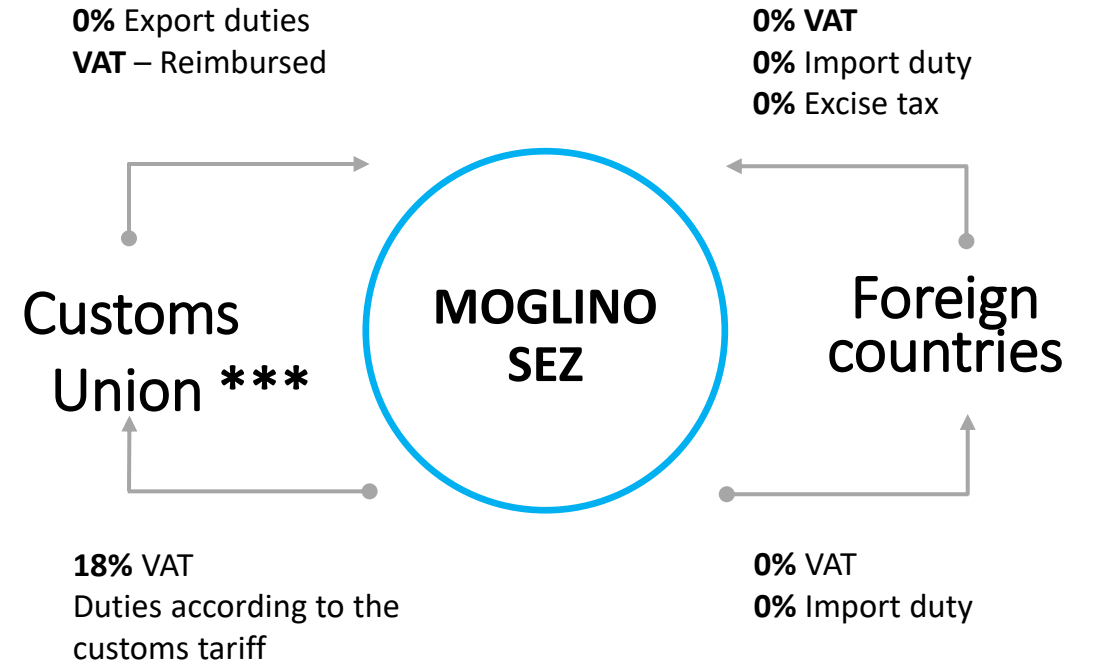 0% Export duties
VAT – Reimbursed
0% VAT
0% Import duty
0% Excise tax
Customs
Union ***
MOGLINO
SEZ
Foreign
countries
18% VAT
Duties according to the
customs tariff
0% VAT
0% Import duty